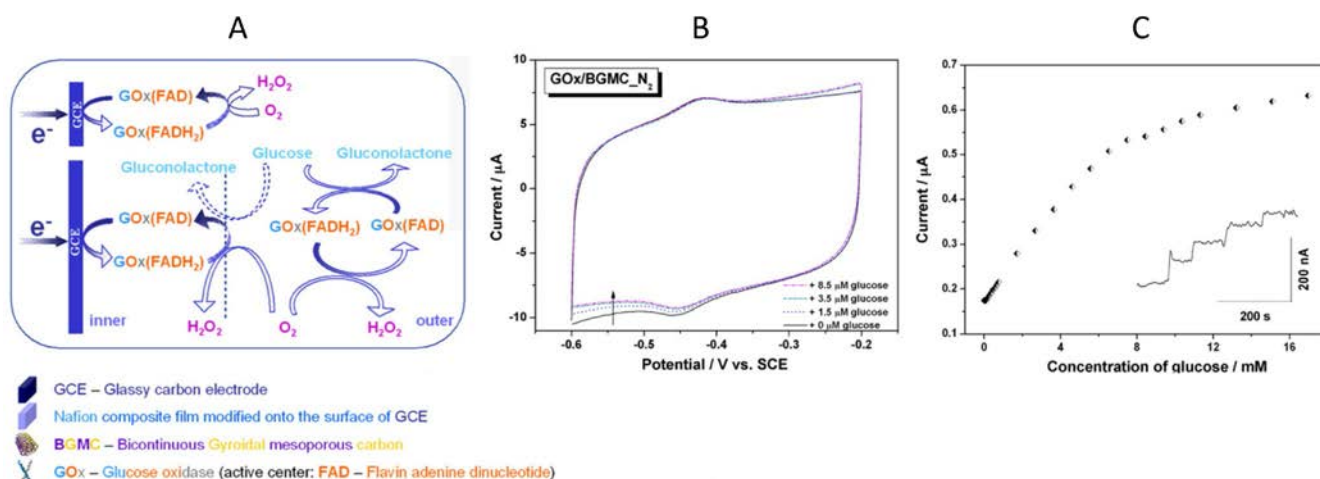 A
H₂O₂
GOx(FAD)
O₂
GCE
e⁻
GOx(FADH₂)
Gluconolactone
Glucose
Gluconolactone
GOx(FAD)
GCE
e⁻
GOx(FADH₂)
GOx(FADH₂)
GOx(FAD)
inner
H₂O₂
O₂
H₂O₂
outer
GCE – Glassy carbon electrode
Nafion composite film modified onto the surface of GCE
BGMC – Bicontinuous Gyroidal mesoporous carbon
GOx – Glucose oxidase (active center: FAD – Flavin adenine dinucleotide)
B
GOx/BGMC_N₂
Current / µA
10
5
0
-5
-10
+ 8.5 µM glucose
+ 3.5 µM glucose
+ 1.5 µM glucose
+ 0 µM glucose
-0.6
-0.5
-0.4
-0.3
-0.2
Potential / V vs. SCE
C
Current / µA
0.7
0.6
0.5
0.4
0.3
0.2
0.1
200 nA
200 s
0
4
8
12
16
Concentration of glucose / mM